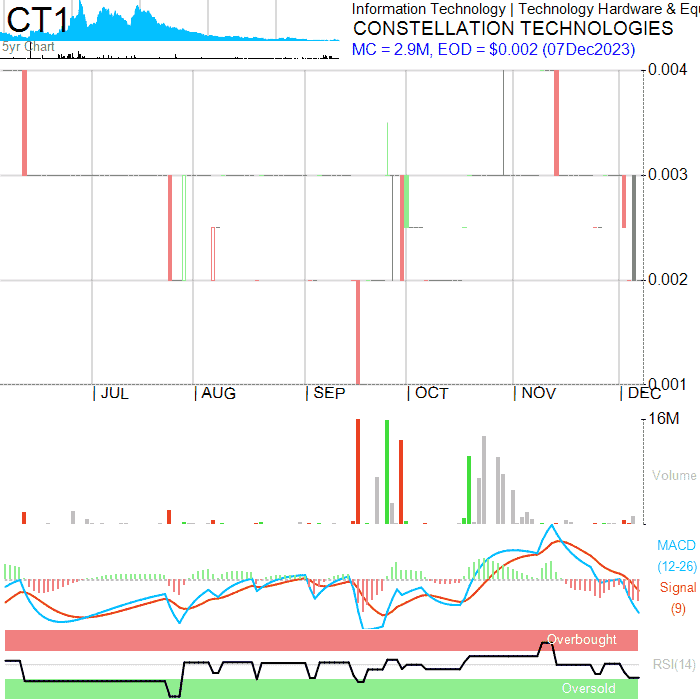 CT1
5yr Chart
Information Technology | Technology Hardware & Equ
CONSTELLATION TECHNOLOGIES
MC = 2.9M, EOD = $0.002 (07Dec2023)
0.004
0.003
0.002
0.001
| JUL | AUG | SEP | OCT | NOV | DEC
16M
Volume
MACD
(12-26)
Signal
(9)
Overbought
RSI(14)
Oversold